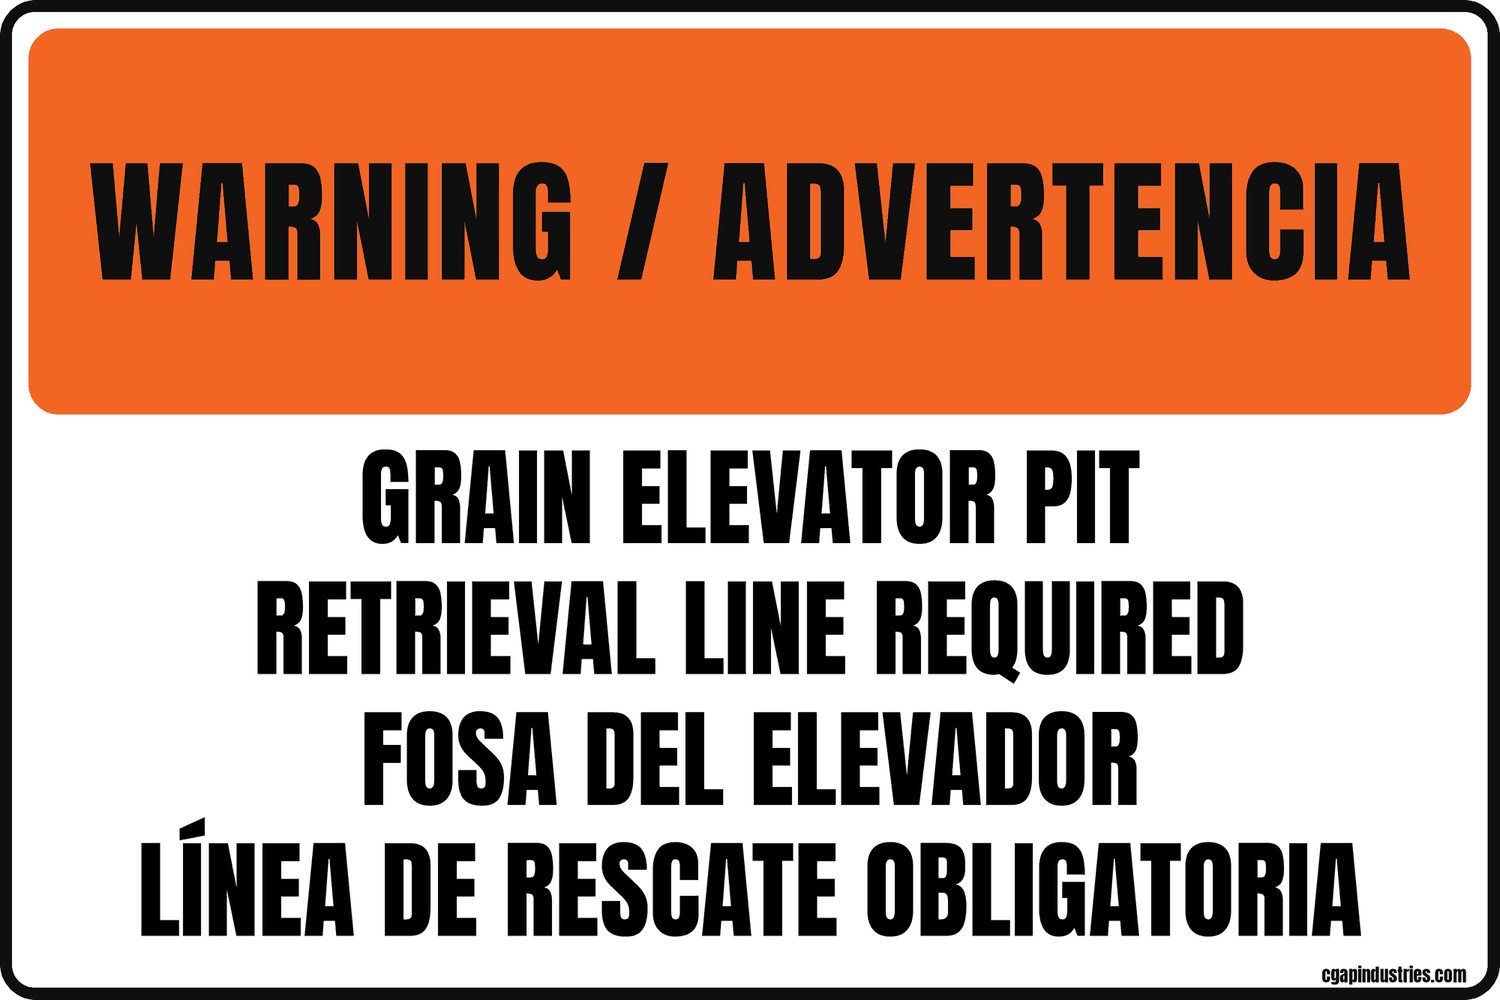 WARNING / ADVERTENCIA
GRAIN ELEVATOR PIT
RETRIEVAL LINE REQUIRED
FOSA DEL ELEVADOR
LÍNEA DE RESCATE OBLIGATORIA
cgapindustries.com